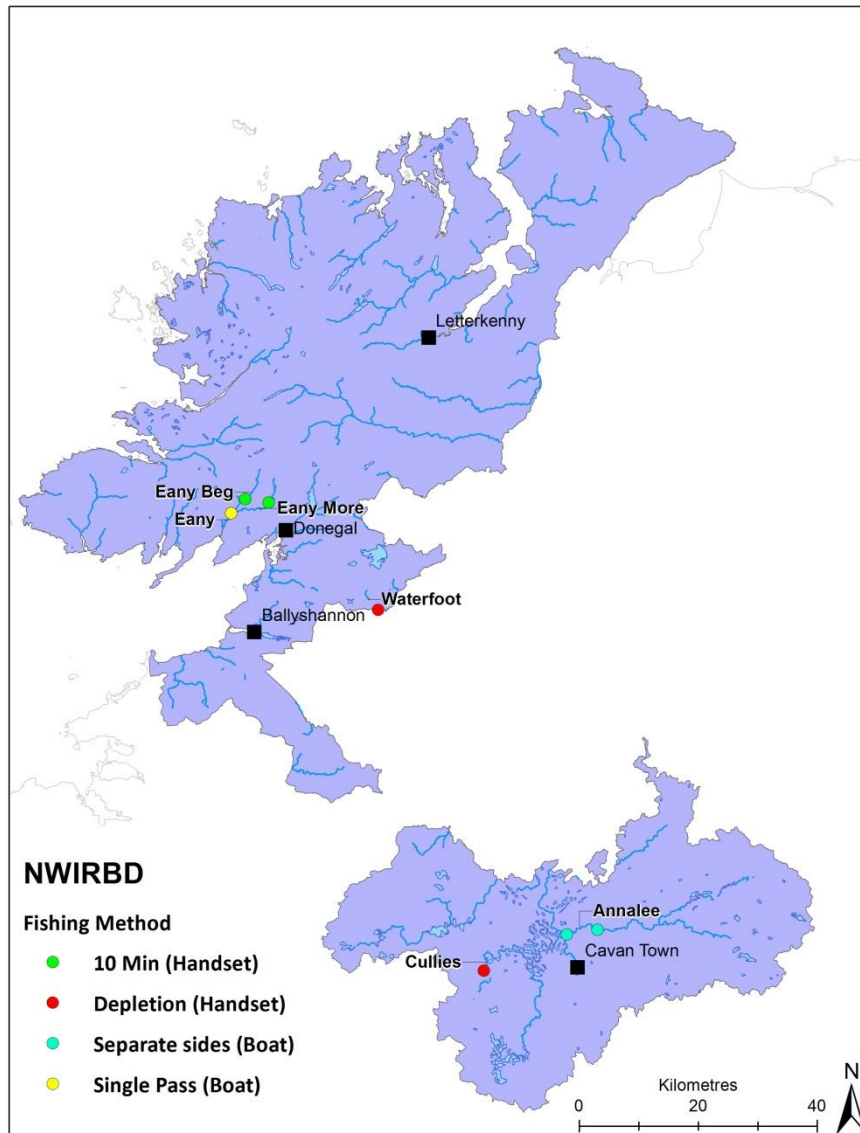 Letterkenny
Eany Beg
Eany More
Eany
Donegal
Waterfoot
Ballyshannon
NWIRBD
Fishing Method
10 Min (Handset)
Depletion (Handset)
Separate sides (Boat)
Single Pass (Boat)
Annalee
Cavan Town
Cullies
Kilometres
0 20 40
N